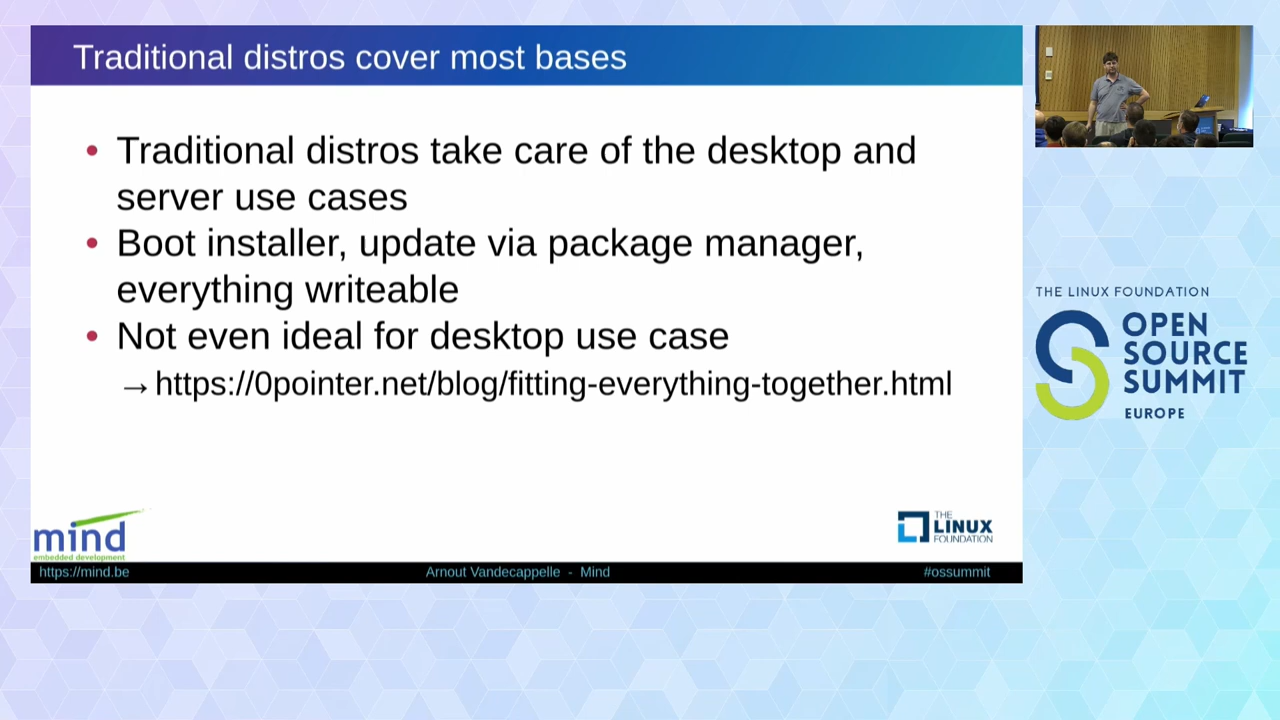 Traditional distros cover most bases
• Traditional distros take care of the desktop and
server use cases
• Boot installer, update via package manager,
everything writeable
• Not even ideal for desktop use case
→ https://0pointer.net/blog/fitting-everything-together.html
mind
embedded development
THE
LINUX
FOUNDATION
https://mind.be
Arnout Vandecappelle - Mind
#ossummit
THE LINUX FOUNDATION
OPEN
SOURCE
SUMMIT
EUROPE